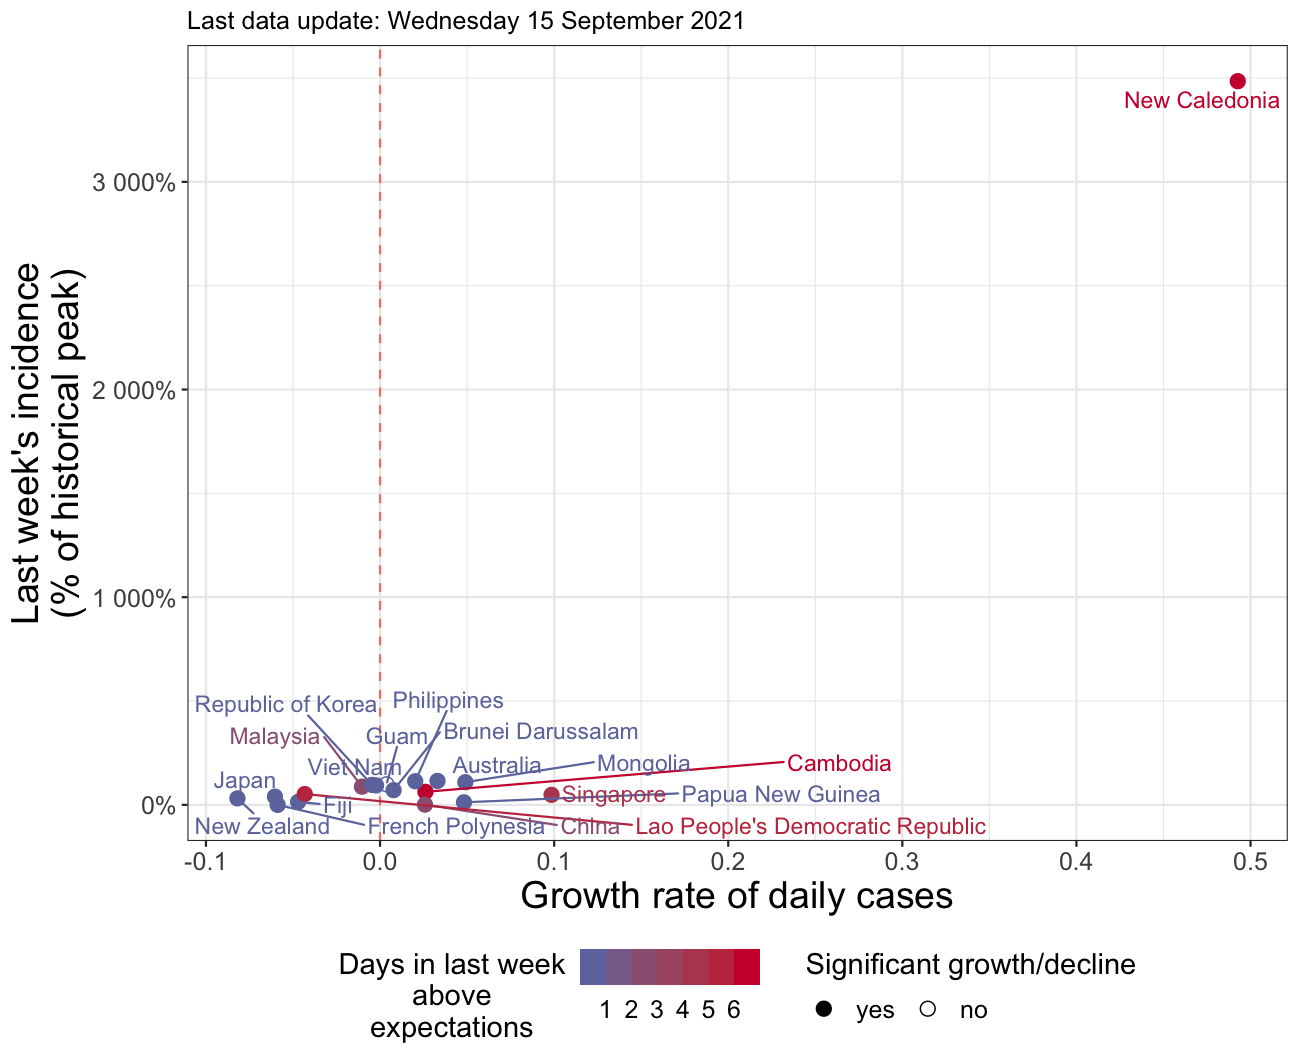 Last data update: Wednesday 15 September 2021
New Caledonia
3 000%
2 000%
1 000%
0%
Last week's incidence
(% of historical peak)
Republic of Korea
Philippines
Malaysia
Guam
Brunei Darussalam
Viet Nam
Australia
Mongolia
Cambodia
Japan
Singapore
Papua New Guinea
Fiji
New Zealand
French Polynesia
China
Lao People's Democratic Republic
-0.1
0.0
0.1
0.2
0.3
0.4
0.5
Growth rate of daily cases
Days in last week
above
expectations
1 2 3 4 5 6
Significant growth/decline
yes
no